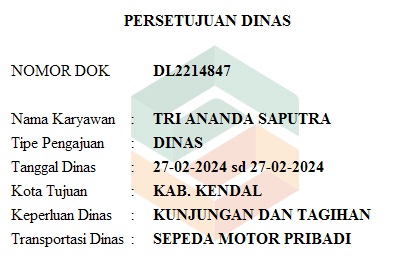 PERSETUJUAN DINAS
NOMOR DOK DL2214847
Nama Karyawan : TRI ANANDA SAPUTRA
Tipe Pengajuan : DINAS
Tanggal Dinas : 27-02-2024 sd 27-02-2024
Kota Tujuan : KAB. KENDAL
Keperluan Dinas : KUNJUNGAN DAN TAGIHAN
Transportasi Dinas : SEPEDA MOTOR PRIBADI